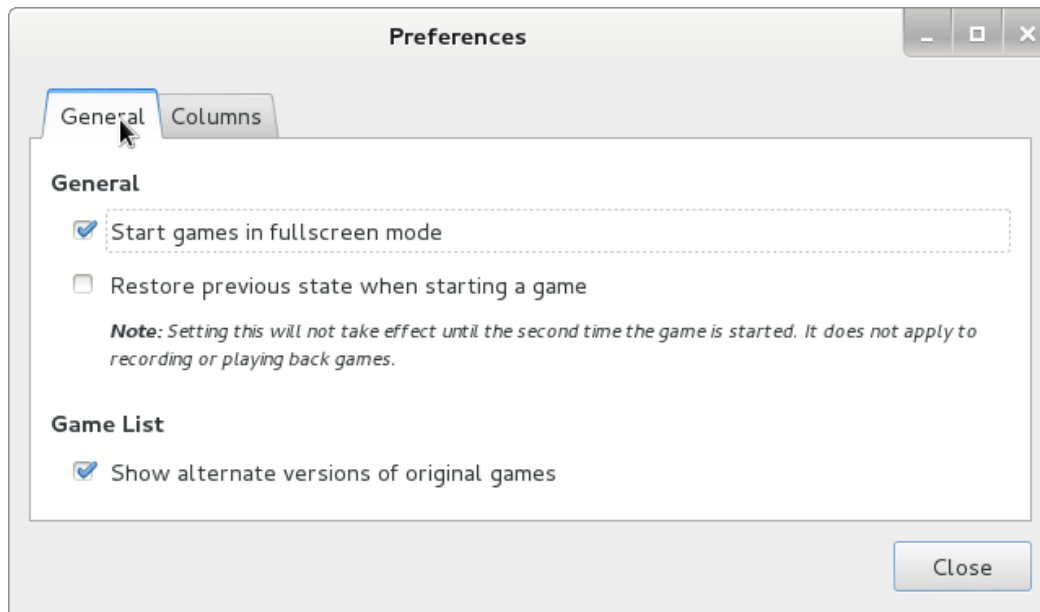 Preferences
General Columns
General
Start games in fullscreen mode
Restore previous state when starting a game
Note: Setting this will not take effect until the second time the game is started. It does not apply to
recording or playing back games.
Game List
Show alternate versions of original games
Close